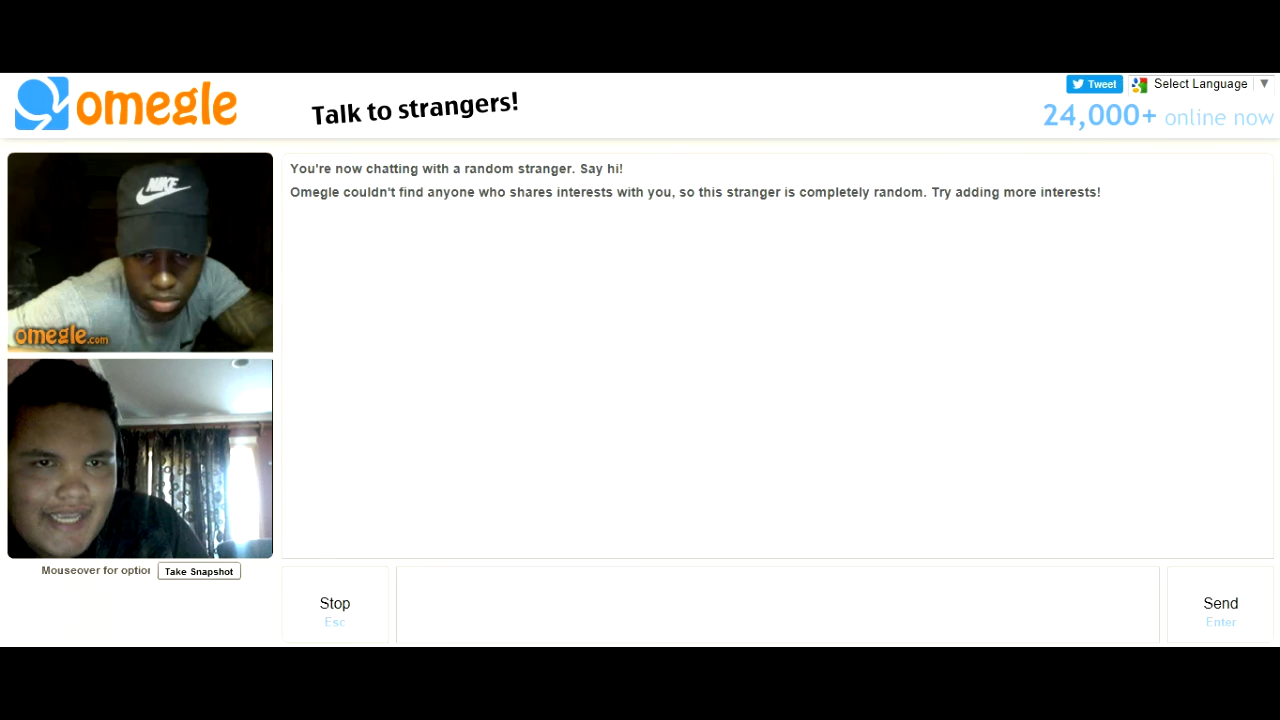 omegle
Talk to strangers!
Tweet
Select Language
24,000+ online now
NIKE
omegle.com
You're now chatting with a random stranger. Say hi!
Omegle couldn't find anyone who shares interests with you, so this stranger is completely random. Try adding more interests!
Mouseover for optio
Take Snapshot
Stop
Esc
Send
Enter